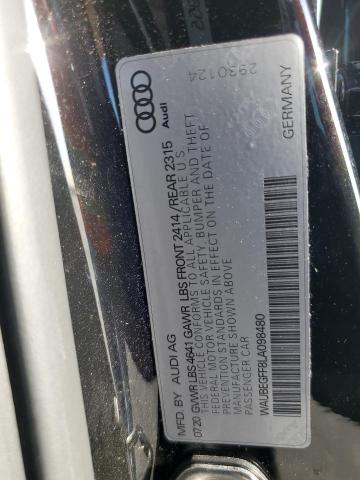 MFD. BY AUDI AG
07/20 GVWR LBS 4641 GAWR LBS FRONT 2414 / REAR 2315
THIS VEHICLE CONFORMS TO ALL APPLICABLE U.S.
FEDERAL MOTOR VEHICLE SAFETY, BUMPER AND THEFT
PREVENTION STANDARDS IN EFFECT ON THE DATE OF
MANUFACTURE SHOWN ABOVE
PASSENGER CAR
WAUBEGFF8LA098480
GERMANY
Audi
2930124